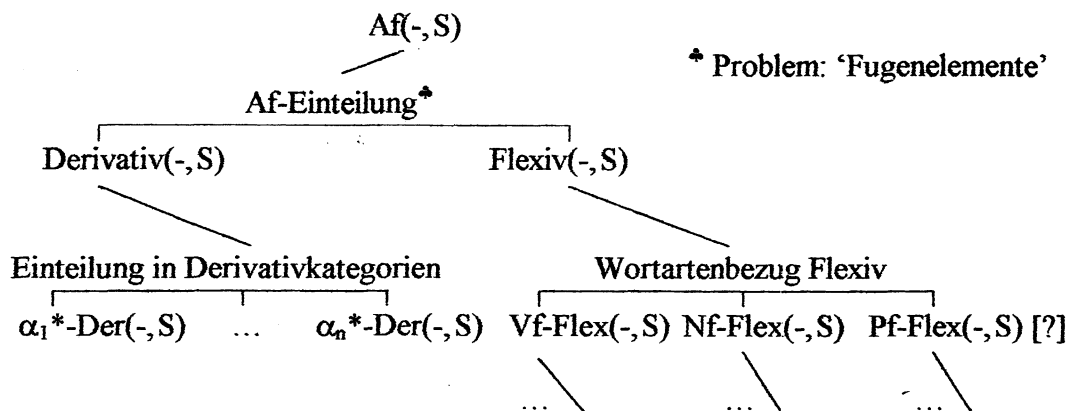 Af(-, S)
♣ Problem: ‘Fugenelemente’
Af-Einteilung♣
Derivativ(-, S) Flexiv(-, S)
Einteilung in Derivativkategorien Wortartenbezug Flexiv
α₁*-Der(-, S) … αₙ*-Der(-, S) Vf-Flex(-, S) Nf-Flex(-, S) Pf-Flex(-, S) [?]
… … …